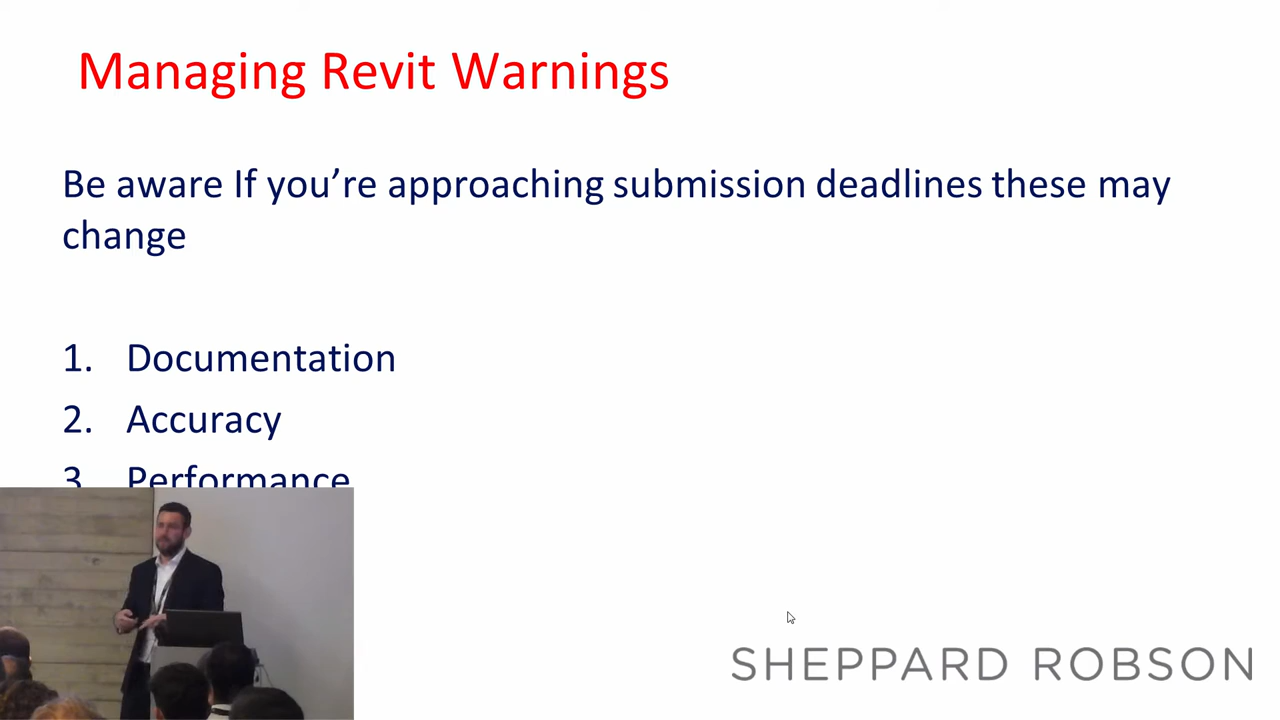 Managing Revit Warnings
Be aware If you're approaching submission deadlines these may
change
1. Documentation
2. Accuracy
3. Performance
SHEPPARD ROBSON